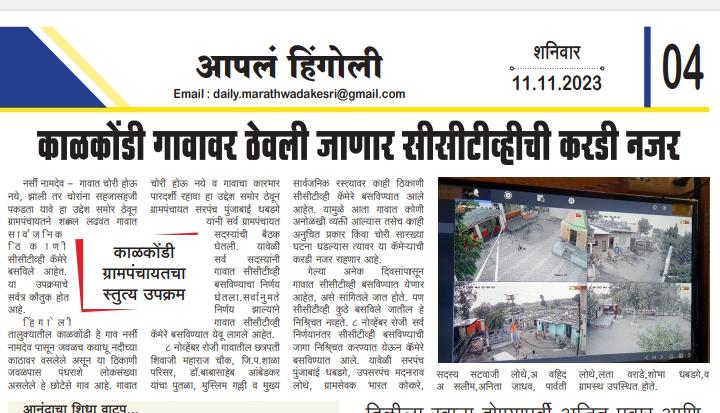 आपलं हिंगोली
Email : daily.marathwadakesri@gmail.com
शनिवार
11.11.2023
04
काळकोंडी गावावर ठेवली जाणार सीसीटीव्हीची करडी नजर
नर्सी नामदेव – गावात चोरी होऊ
नये, झाली तर चोरांना सहजासहजी
पकडता यावे हा उद्देश समोर ठेवून
ग्रामपंचायतने शक्कल लढवत गावात
सार्वजनिक
ठिकाणी
सीसीटीव्ही कॅमेरे
बसविले आहेत.
या उपक्रमाचे
सर्वत्र कौतुक होत
आहे.
हिंगोली
तालुक्यातील काळकोंडी हे गाव नर्सी
नामदेव पासून जवळच कयाधू नदीच्या
काठावर वसलेले असून या ठिकाणी
जवळपास पंधराशे लोकसंख्या
असलेले हे छोटेसे गाव आहे. गावात
काळकोंडी
ग्रामपंचायतचा
स्तुत्य उपक्रम
चोरी होऊ नये व गावाचा कारभार
पारदर्शी रहावा हा उद्देश समोर ठेवून
ग्रामपंचायत सरपंच पुंजाबाई धबडगे
यांनी सर्व ग्रामपंचायत
सदस्यांची बैठक
घेतली. यावेळी
सर्व सदस्यांनी
गावात सीसीटीव्ही
बसविण्याचा निर्णय
घेतला.सर्वानुमते
निर्णय झाल्याने
गावात सीसीटीव्ही
कॅमेरे बसविण्यात येवू लागले आहेत.
८ नोव्हेंबर रोजी गावातील छत्रपती
शिवाजी महाराज चौक, जि.प.शाळा
परिसर, डॉ.बाबासाहेब आंबेडकर
यांचा पुतळा, मुस्लिम गल्ली व मुख्य
सार्वजनिक रस्त्यावर काही ठिकाणी
सीसीटीव्ही कॅमेरे बसविण्यात आले
आहेत. यामुळे आता गावात कोणी
अनोळखी व्यक्ती आल्यास तसेच काही
अनुचित प्रकार किंवा चोरी सारख्या
घटना घडल्यास त्यावर या कॅमेऱ्याची
करडी नजर राहणार आहे.
गेल्या अनेक दिवसांपासून
गावात सीसीटीव्ही बसविण्यात येणार
आहेत, असे सांगितले जात होते. पण
सीसीटीव्ही कुठे बसविले जातील हे
निश्चित नव्हते. ८ नोव्हेंबर रोजी सर्व
निर्णयानंतर सीसीटीव्ही बसविण्याची
जागा निश्चित करण्यात येऊन कॅमेरे
बसविण्यात आले. यावेळी सरपंच
पुंजाबाई धबडगे, उपसरपंच मदनराव
लोथे, ग्रामसेवक भारत कोकरे,
सदस्य सटवाजी लोथे,अ वहिद
अ सलीम,अनिता जाधव, पार्वती
लोथे,लता वराडे,शोभा धबडगे,व
ग्रामस्थ उपस्थित होते.
आनंदाचा शिधा वाटप...